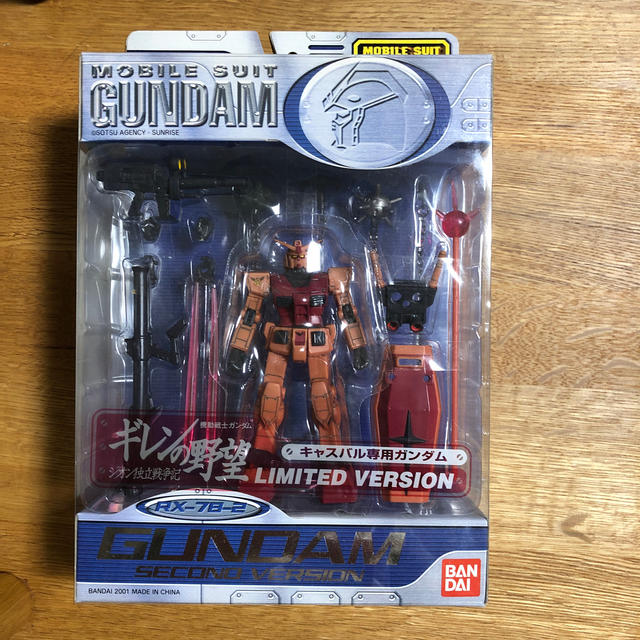 MOBILE SUIT
MOBILE SUIT
GUNDAM
©SOTSU AGENCY・SUNRISE
機動戦士ガンダム
ギレンの野望
ジオン独立戦争記
キャスバル専用ガンダム
LIMITED VERSION
RX-78-2
GUNDAM
SECOND VERSION
BANDAI 2001 MADE IN CHINA
BAN
DAI